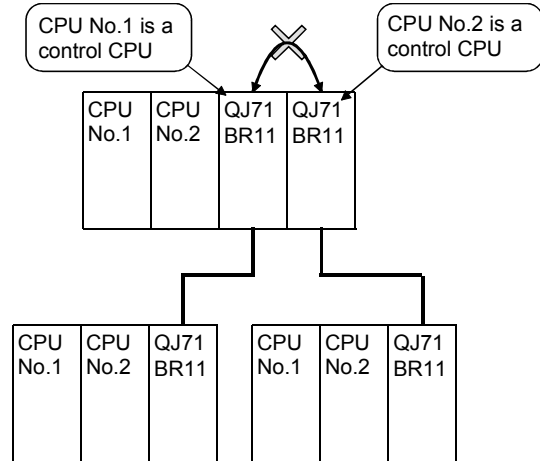 CPU No.1 is a
control CPU
CPU No.2 is a
control CPU
CPU
No.1
CPU
No.2
QJ71
BR11
QJ71
BR11
CPU
No.1
CPU
No.2
QJ71
BR11
CPU
No.1
CPU
No.2
QJ71
BR11